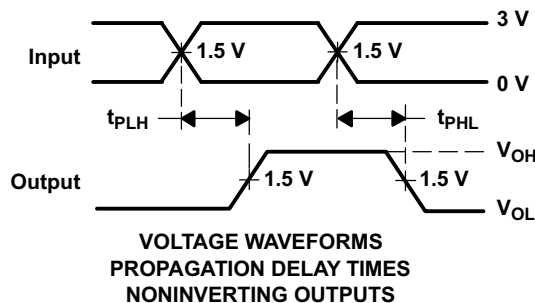 3 V
Input
1.5 V
1.5 V
0 V
tPLH
tPHL
VOH
Output
1.5 V
1.5 V
VOL
VOLTAGE WAVEFORMS
PROPAGATION DELAY TIMES
NONINVERTING OUTPUTS